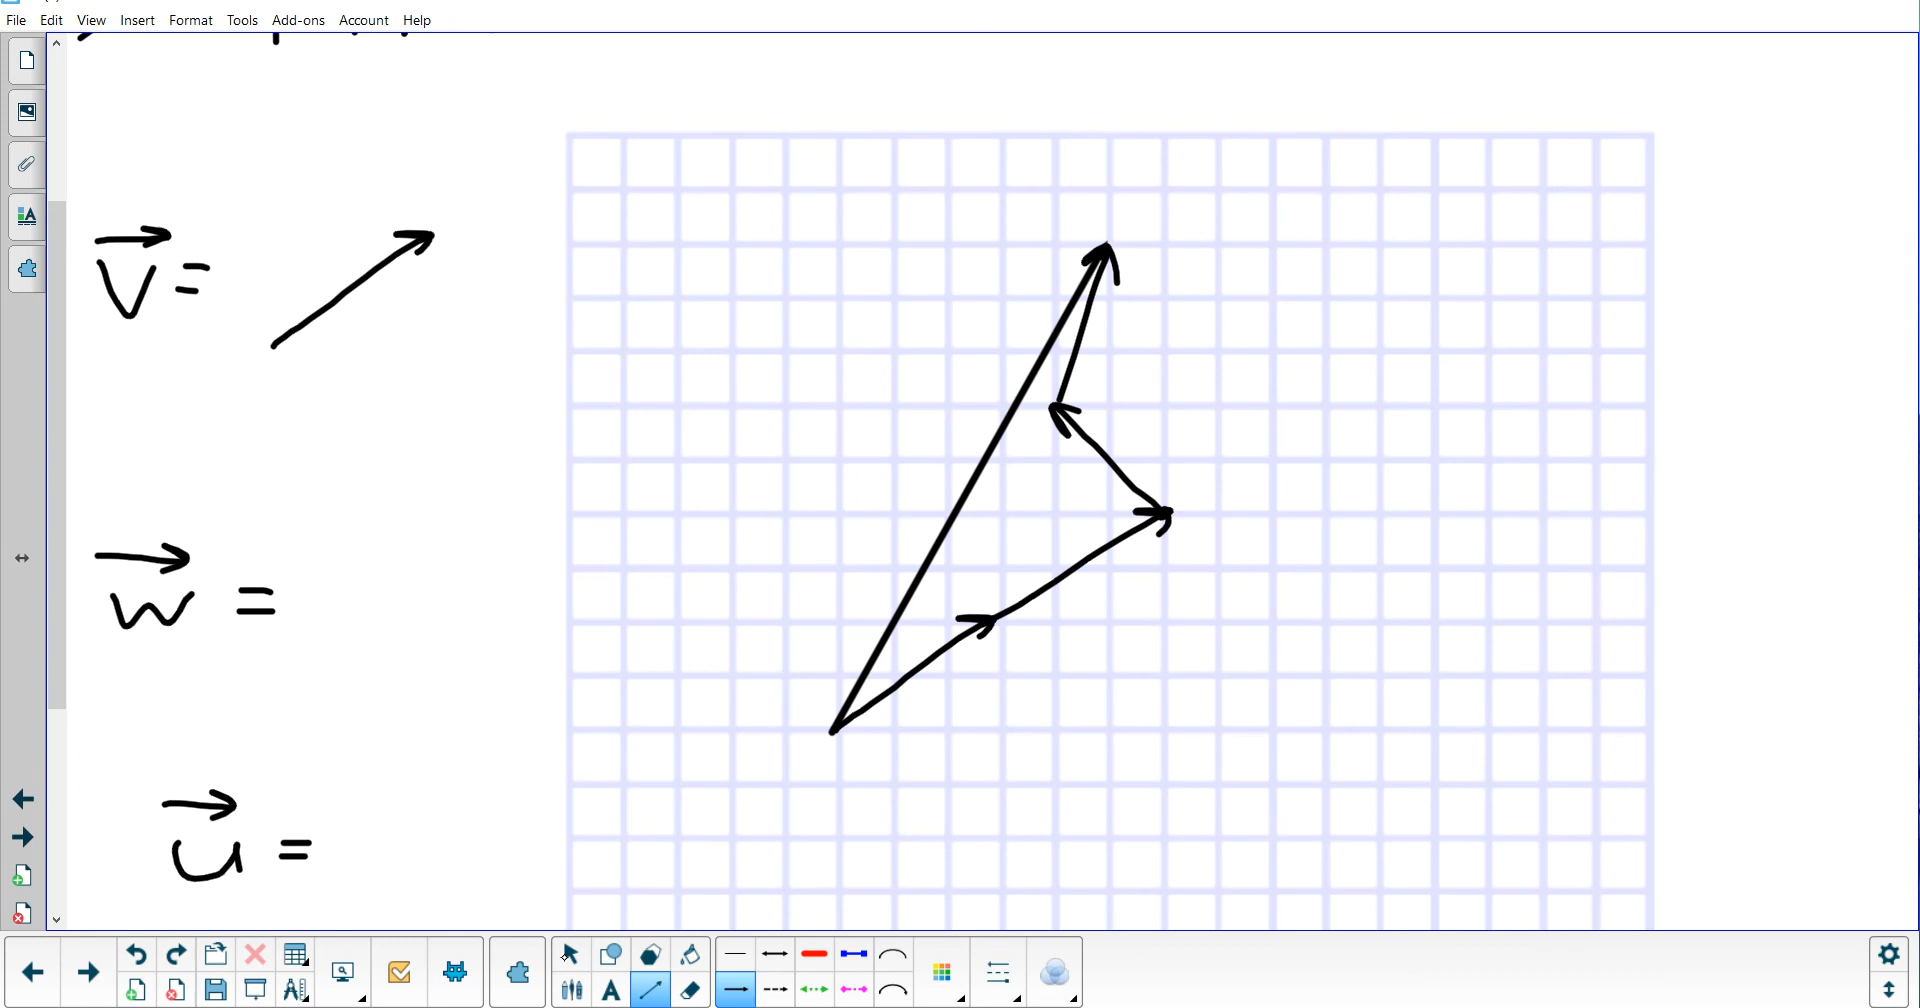 File Edit View Insert Format Tools Add-ons Account Help
V =
w =
u =